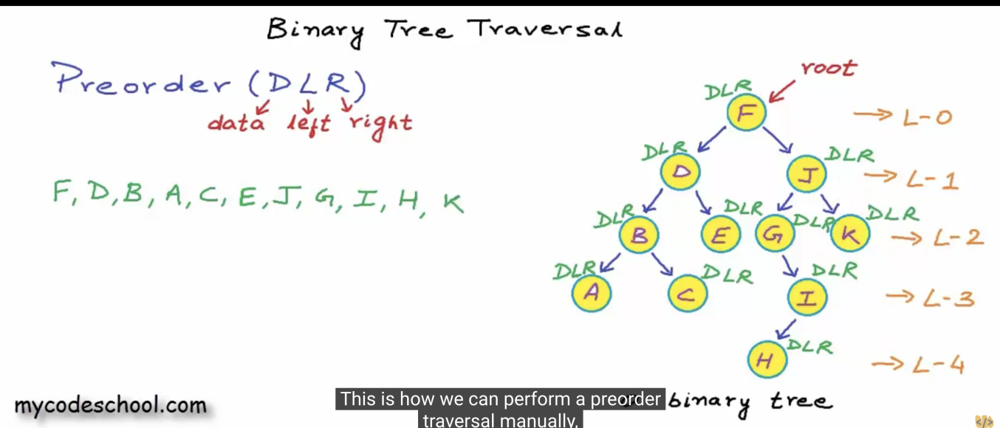 Binary Tree Traversal
Preorder (DLR)
data left right
F, D, B, A, C, E, J, G, I, H, K
root
DLR
F
→ L-0
DLR
D
J
DLR
→ L-1
DLR
B
E
DLR
G
DLR
K
DLR
→ L-2
DLR
A
C
DLR
I
DLR
→ L-3
H
DLR
→ L-4
binary tree
This is how we can perform a preorder
traversal manually,
mycodeschool.com